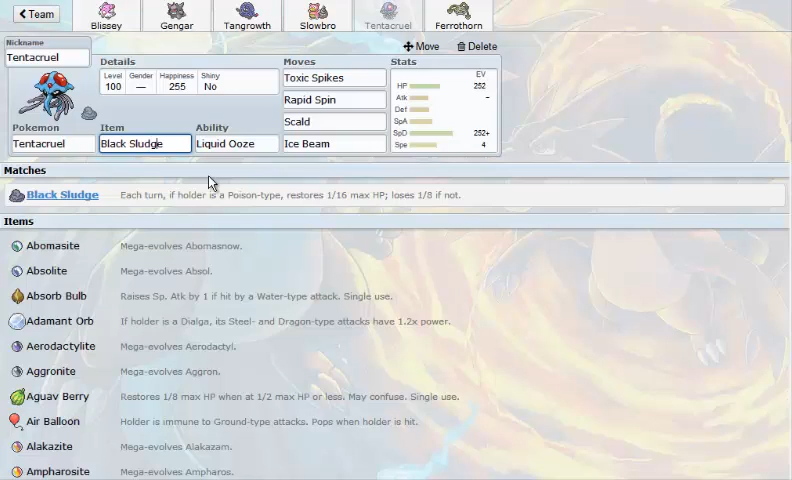 Team
Blissey Gengar Tangrowth Slowbro Tentacruel Ferrothorn
Nickname
Tentacruel
Move Delete
Details Moves Stats
Level Gender Happiness Shiny
100 — 255 No
Toxic Spikes
Rapid Spin
Scald
Ice Beam
EV
HP 252
Atk –
Def
SpA
SpD 252+
Spe 4
Pokemon Item Ability
Tentacruel Black Sludge Liquid Ooze
Matches
Black Sludge Each turn, if holder is a Poison-type, restores 1/16 max HP; loses 1/8 if not.
Items
Abomasite Mega-evolves Abomasnow.
Absolite Mega-evolves Absol.
Absorb Bulb Raises Sp. Atk by 1 if hit by a Water-type attack. Single use.
Adamant Orb If holder is a Dialga, its Steel- and Dragon-type attacks have 1.2x power.
Aerodactylite Mega-evolves Aerodactyl.
Aggronite Mega-evolves Aggron.
Aguav Berry Restores 1/8 max HP when at 1/2 max HP or less. May confuse. Single use.
Air Balloon Holder is immune to Ground-type attacks. Pops when holder is hit.
Alakazite Mega-evolves Alakazam.
Ampharosite Mega-evolves Ampharos.